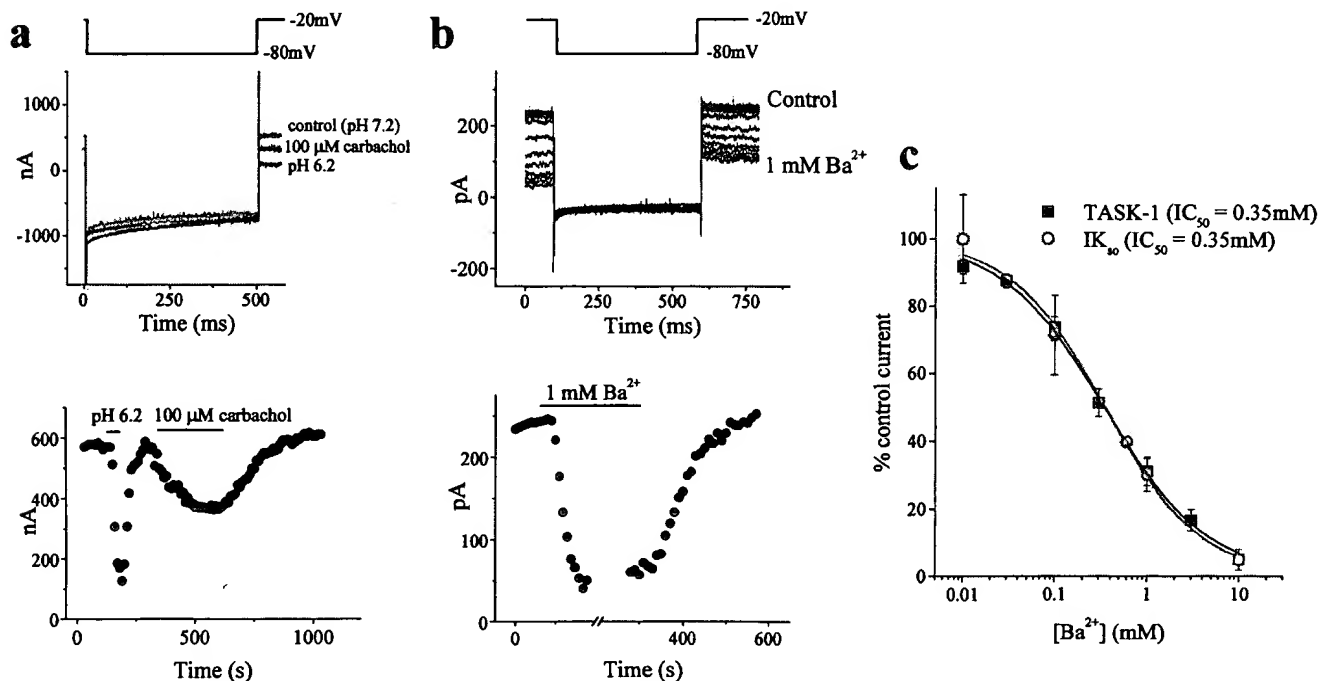 a
-20mV
-80mV
1000
0
-1000
nA
control (pH 7.2)
100 µM carbachol
pH 6.2
0 250 500
Time (ms)
pH 6.2 100 µM carbachol
600
400
200
0
nA
0 500 1000
Time (s)
b
-20mV
-80mV
200
0
-200
pA
Control
1 mM Ba²⁺
0 250 500 750
Time (ms)
1 mM Ba²⁺
200
100
0
pA
0 400 600
Time (s)
c
TASK-1 (IC₅₀ = 0.35mM)
IKₛₒ (IC₅₀ = 0.35mM)
100
80
60
40
20
0
% control current
0.01 0.1 1 10
[Ba²⁺] (mM)